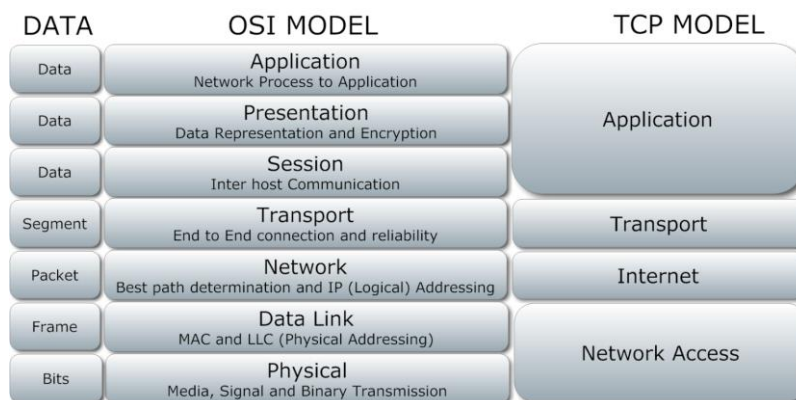 DATA OSI MODEL TCP MODEL
Data
Application
Network Process to Application
Data
Presentation
Data Representation and Encryption
Application
Data
Session
Inter host Communication
Segment
Transport
End to End connection and reliability
Transport
Packet
Network
Best path determination and IP (Logical) Addressing
Internet
Frame
Data Link
MAC and LLC (Physical Addressing)
Network Access
Bits
Physical
Media, Signal and Binary Transmission